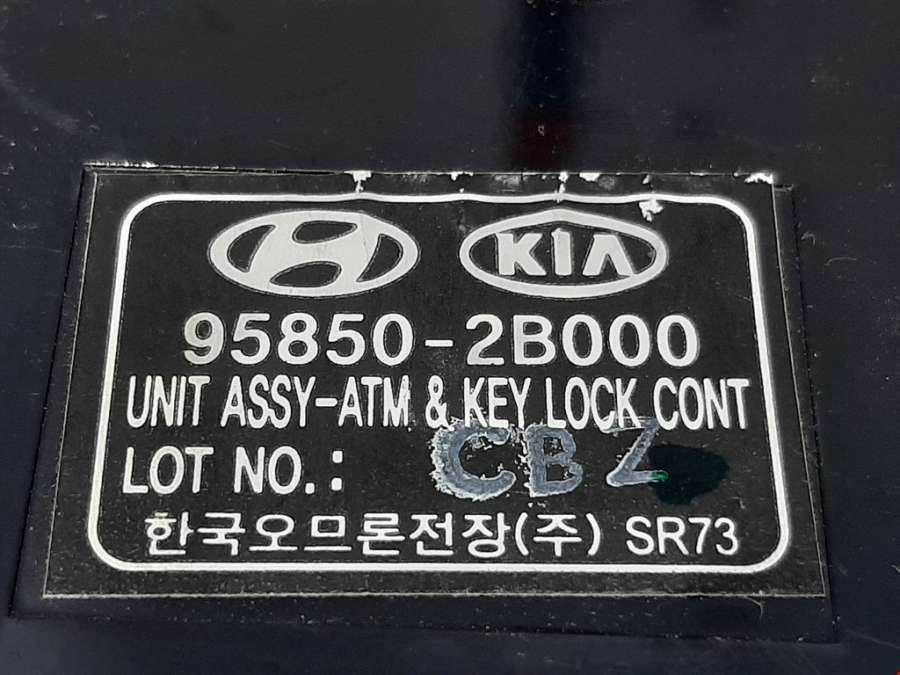 KIA
95850-2B000
UNIT ASSY-ATM & KEY LOCK CONT
LOT NO.: CBZ
한국오므론전장(주) SR73